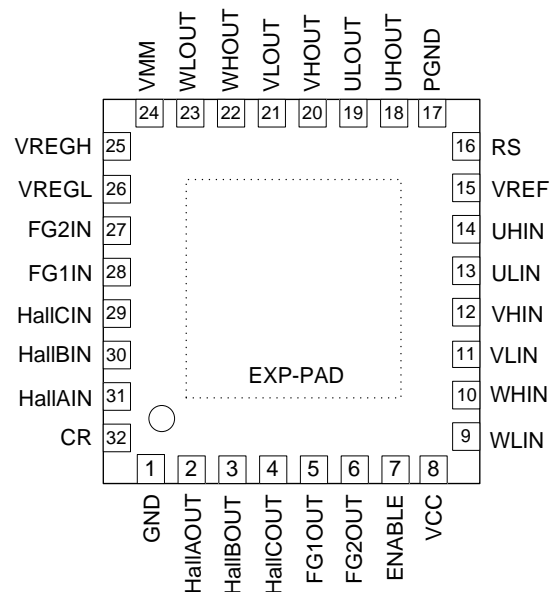 VMM
WLOUT
WHOUT
VLOUT
VHOUT
ULOUT
UHOUT
PGND
24 23 22 21 20 19 18 17
VREGH 25
VREGL 26
FG2IN 27
FG1IN 28
HallCIN 29
HallBIN 30
HallAIN 31
CR 32
16 RS
15 VREF
14 UHIN
13 ULIN
12 VHIN
11 VLIN
10 WHIN
9 WLIN
EXP-PAD
1 2 3 4 5 6 7 8
GND
HallAOUT
HallBOUT
HallCOUT
FG1OUT
FG2OUT
ENABLE
VCC